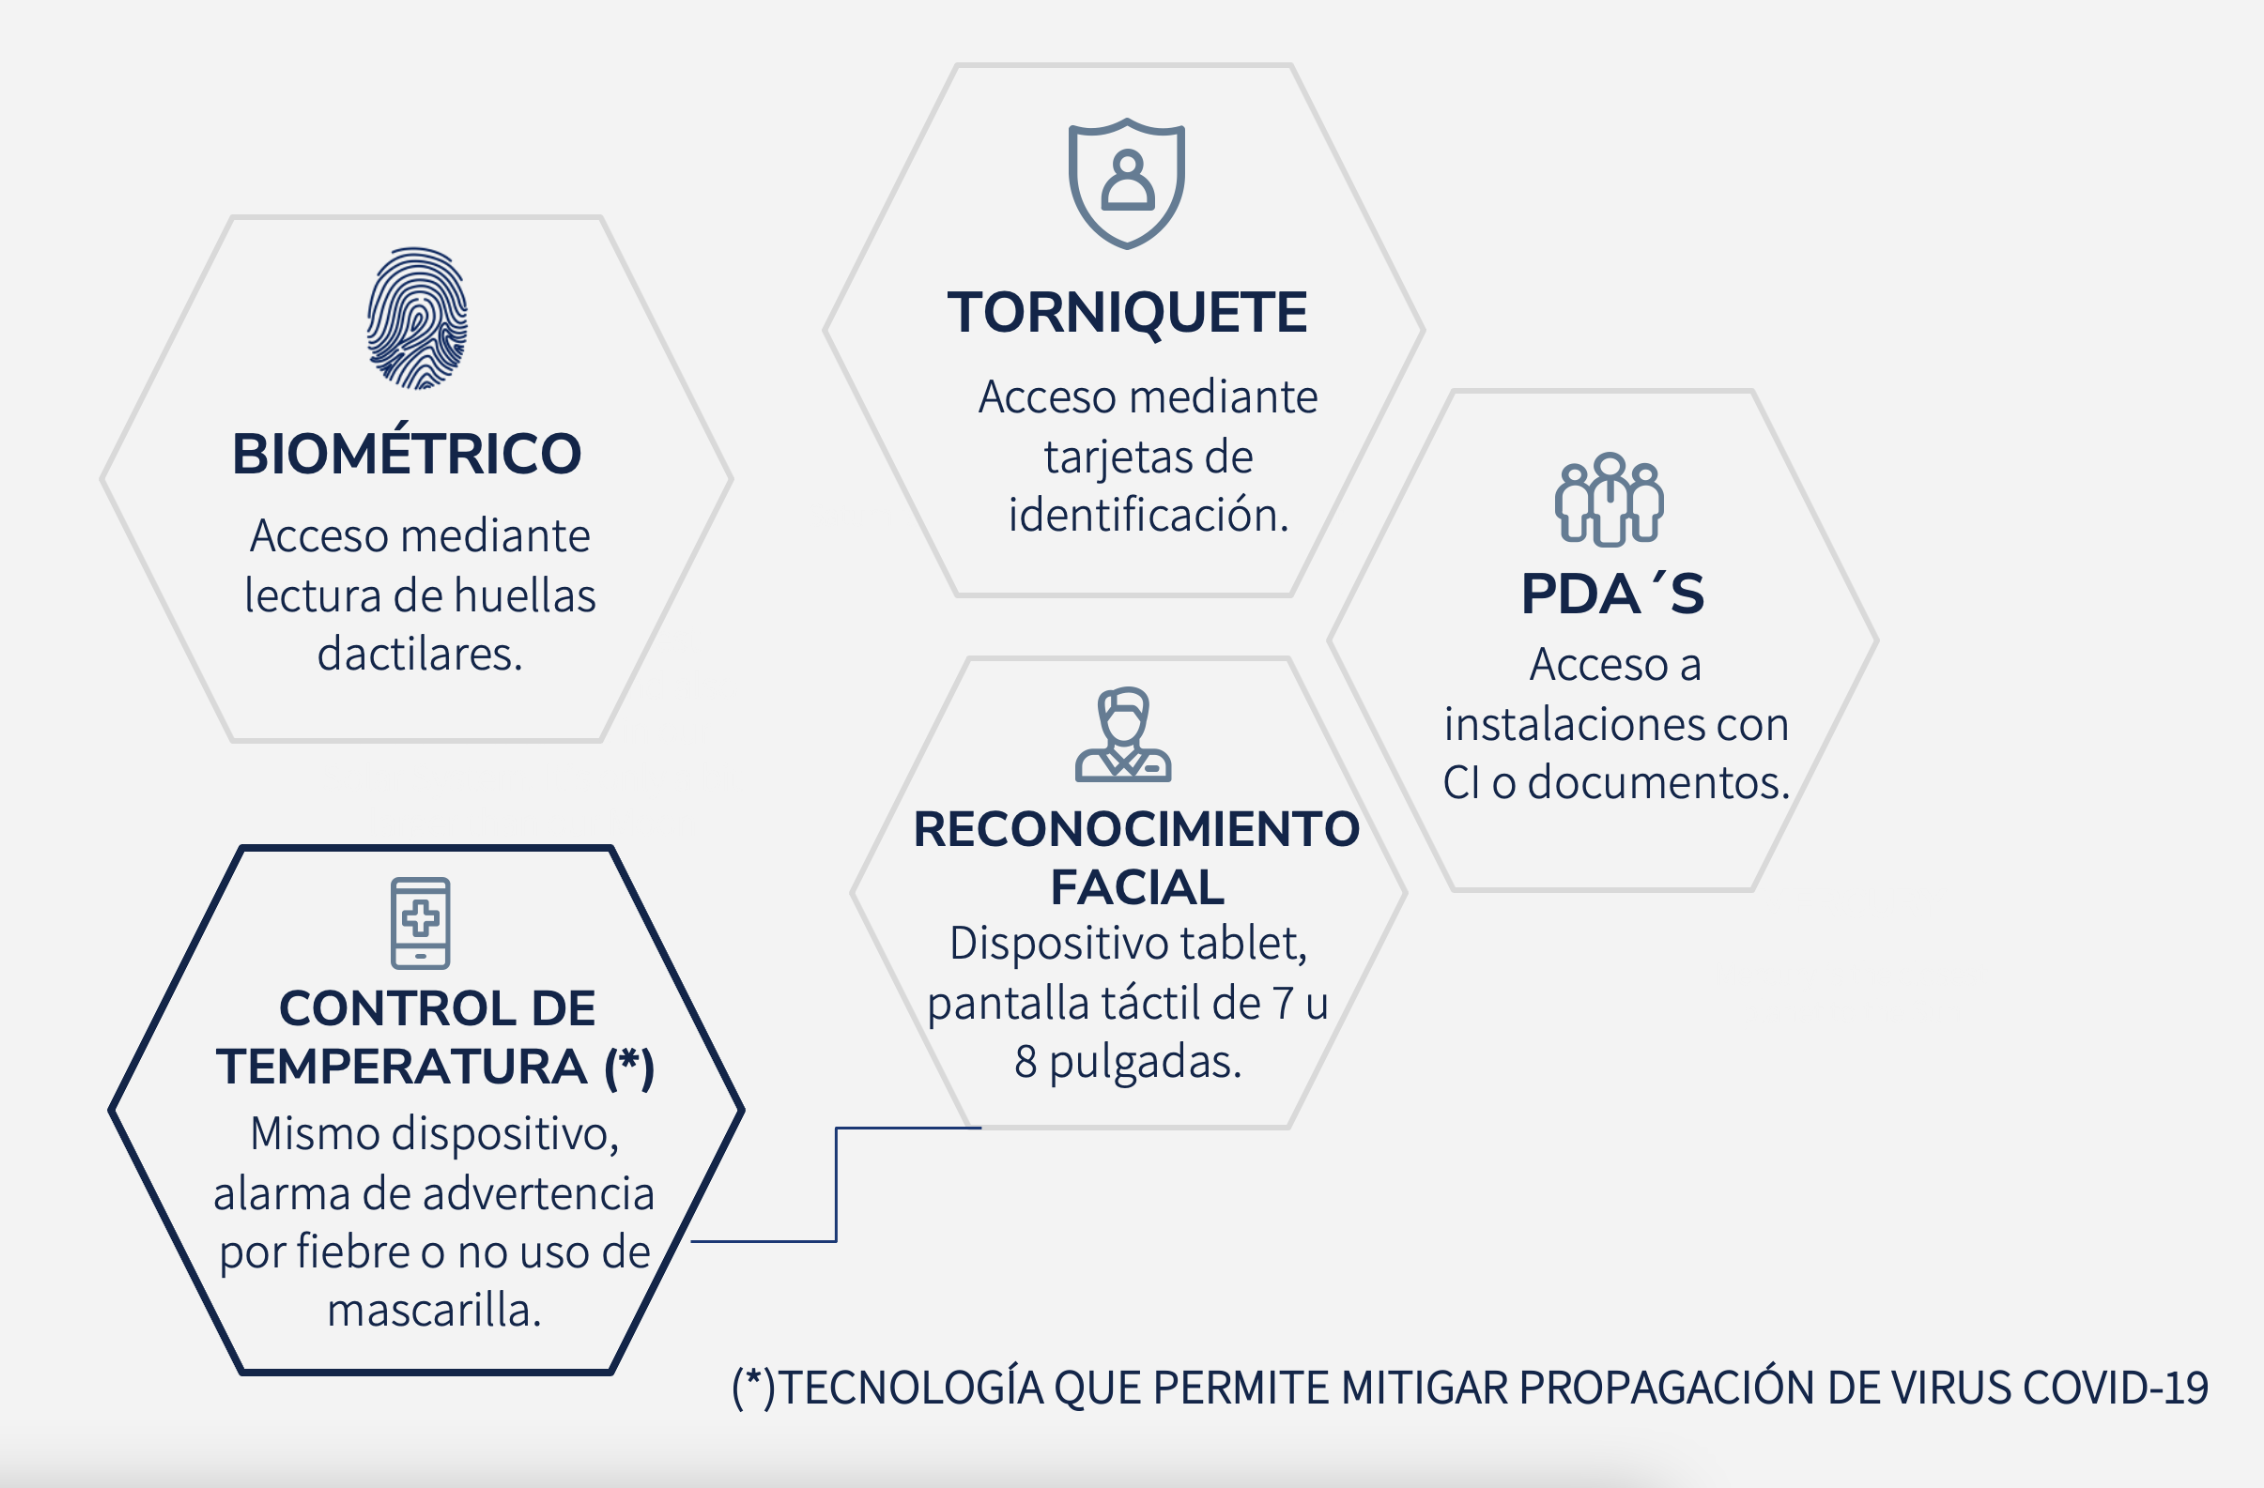 BIOMÉTRICO
Acceso mediante
lectura de huellas
dactilares.
TORNIQUETE
Acceso mediante
tarjetas de
identificación.
PDA´S
Acceso a
instalaciones con
CI o documentos.
RECONOCIMIENTO
FACIAL
Dispositivo tablet,
pantalla táctil de 7 u
8 pulgadas.
CONTROL DE
TEMPERATURA (*)
Mismo dispositivo,
alarma de advertencia
por fiebre o no uso de
mascarilla.
(*)TECNOLOGÍA QUE PERMITE MITIGAR PROPAGACIÓN DE VIRUS COVID-19